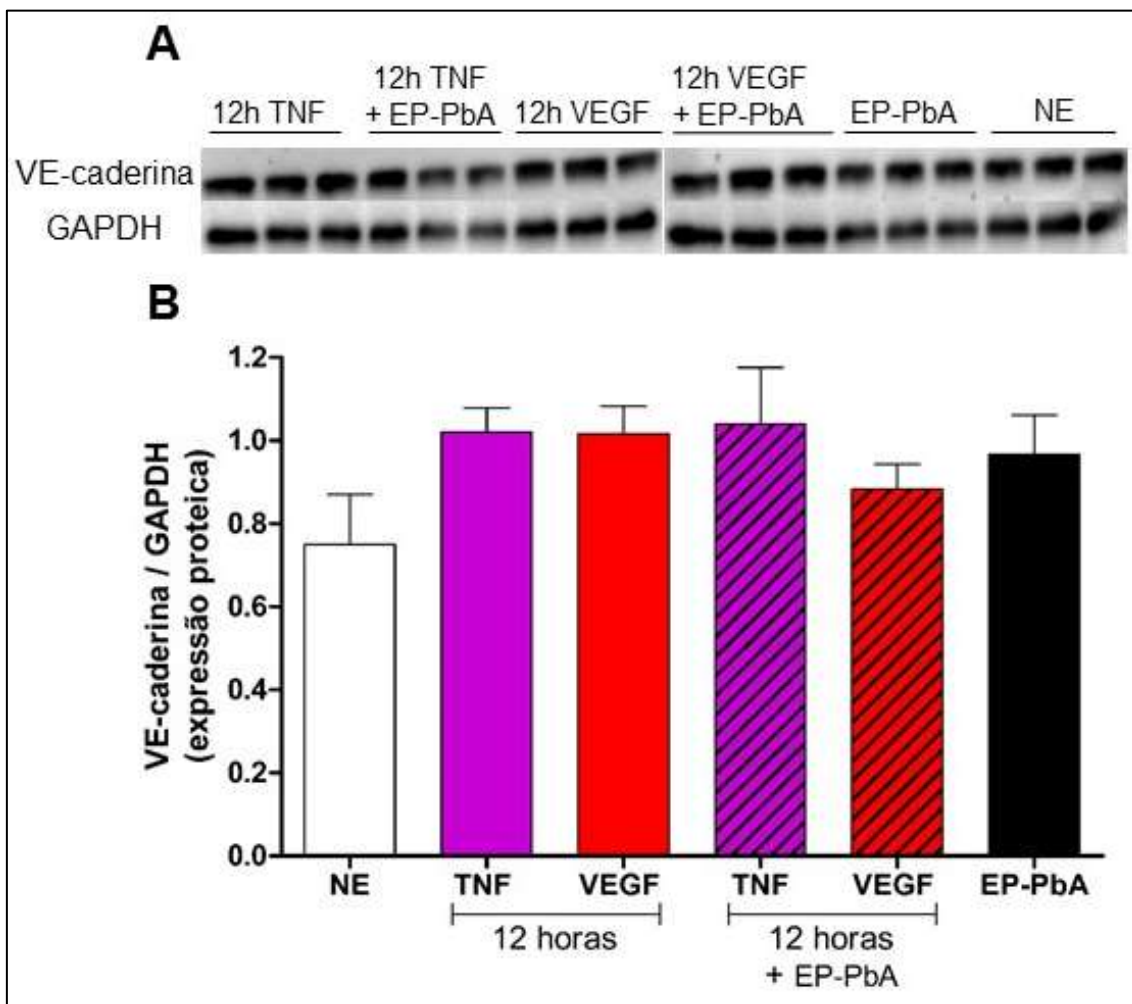 A
12h TNF
12h TNF
+ EP-PbA
12h VEGF
12h VEGF
+ EP-PbA
EP-PbA
NE
VE-caderina
GAPDH
B
VE-caderina / GAPDH
(expressão proteica)
1.2
1.0
0.8
0.6
0.4
0.2
0.0
NE
TNF
VEGF
TNF
VEGF
EP-PbA
12 horas
12 horas
+ EP-PbA